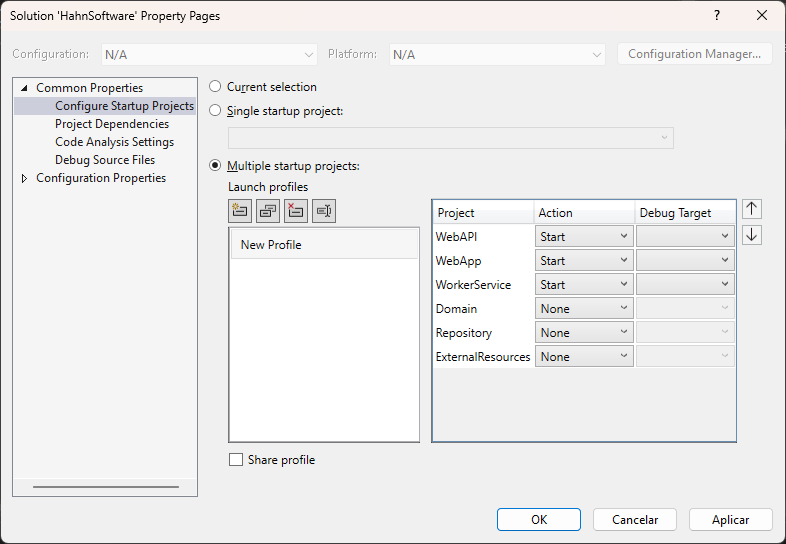 Solution 'HahnSoftware' Property Pages
Configuration: N/A Platform: N/A Configuration Manager...
Common Properties
Configure Startup Projects
Project Dependencies
Code Analysis Settings
Debug Source Files
Configuration Properties
Current selection
Single startup project:
Multiple startup projects:
Launch profiles
New Profile
Project Action Debug Target
WebAPI Start
WebApp Start
WorkerService Start
Domain None
Repository None
ExternalResources None
Share profile
OK Cancelar Aplicar